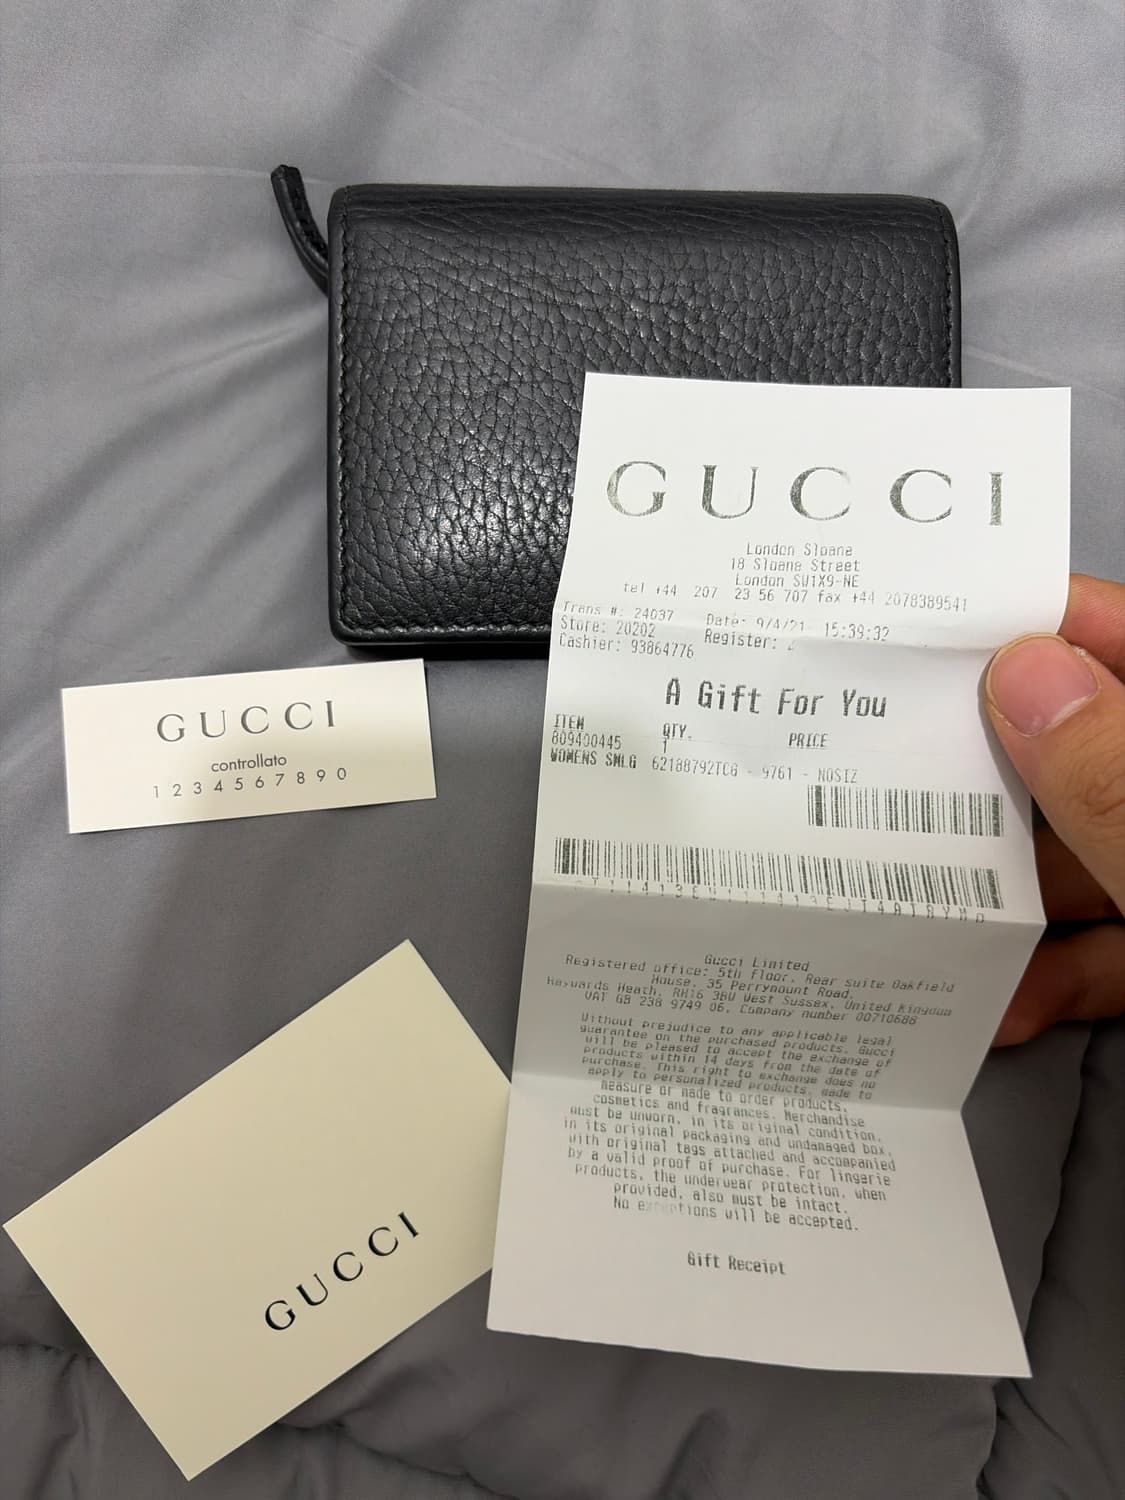 GUCCI
London Sloane
18 Sloane Street
London SW1X9-NE
tel +44 207 23 56 707 fax +44 2078389541
Trans #: 24037 Date: 9/4/21 15:39:32
Store: 20202 Register:
Cashier: 93864776
A Gift For You
ITEM QTY. PRICE
809400445 1
WOMENS SMLG 62188792TCG - 9761 - NOSIZ
Gucci Limited
Registered office: 5th floor, Rear suite Oakfield
House, 35 Perrymount Road,
Haywards Heath, RH16 3BW West Sussex, United Kingdom
VAT GB 238 9749 06, Company number 00710688
Without prejudice to any applicable legal
guarantee on the purchased products, Gucci
will be pleased to accept the exchange of
products within 14 days from the date of
purchase. This right to exchange does no
apply to personalized products, made to
measure or made to order products,
cosmetics and fragrances. Merchandise
must be unworn, in its original condition,
in its original packaging and undamaged box,
with original tags attached and accompanied
by a valid proof of purchase. For lingerie
products, the underwear protection, when
provided, also must be intact.
No exceptions will be accepted.
Gift Receipt
GUCCI
controllato
1 2 3 4 5 6 7 8 9 0
GUCCI